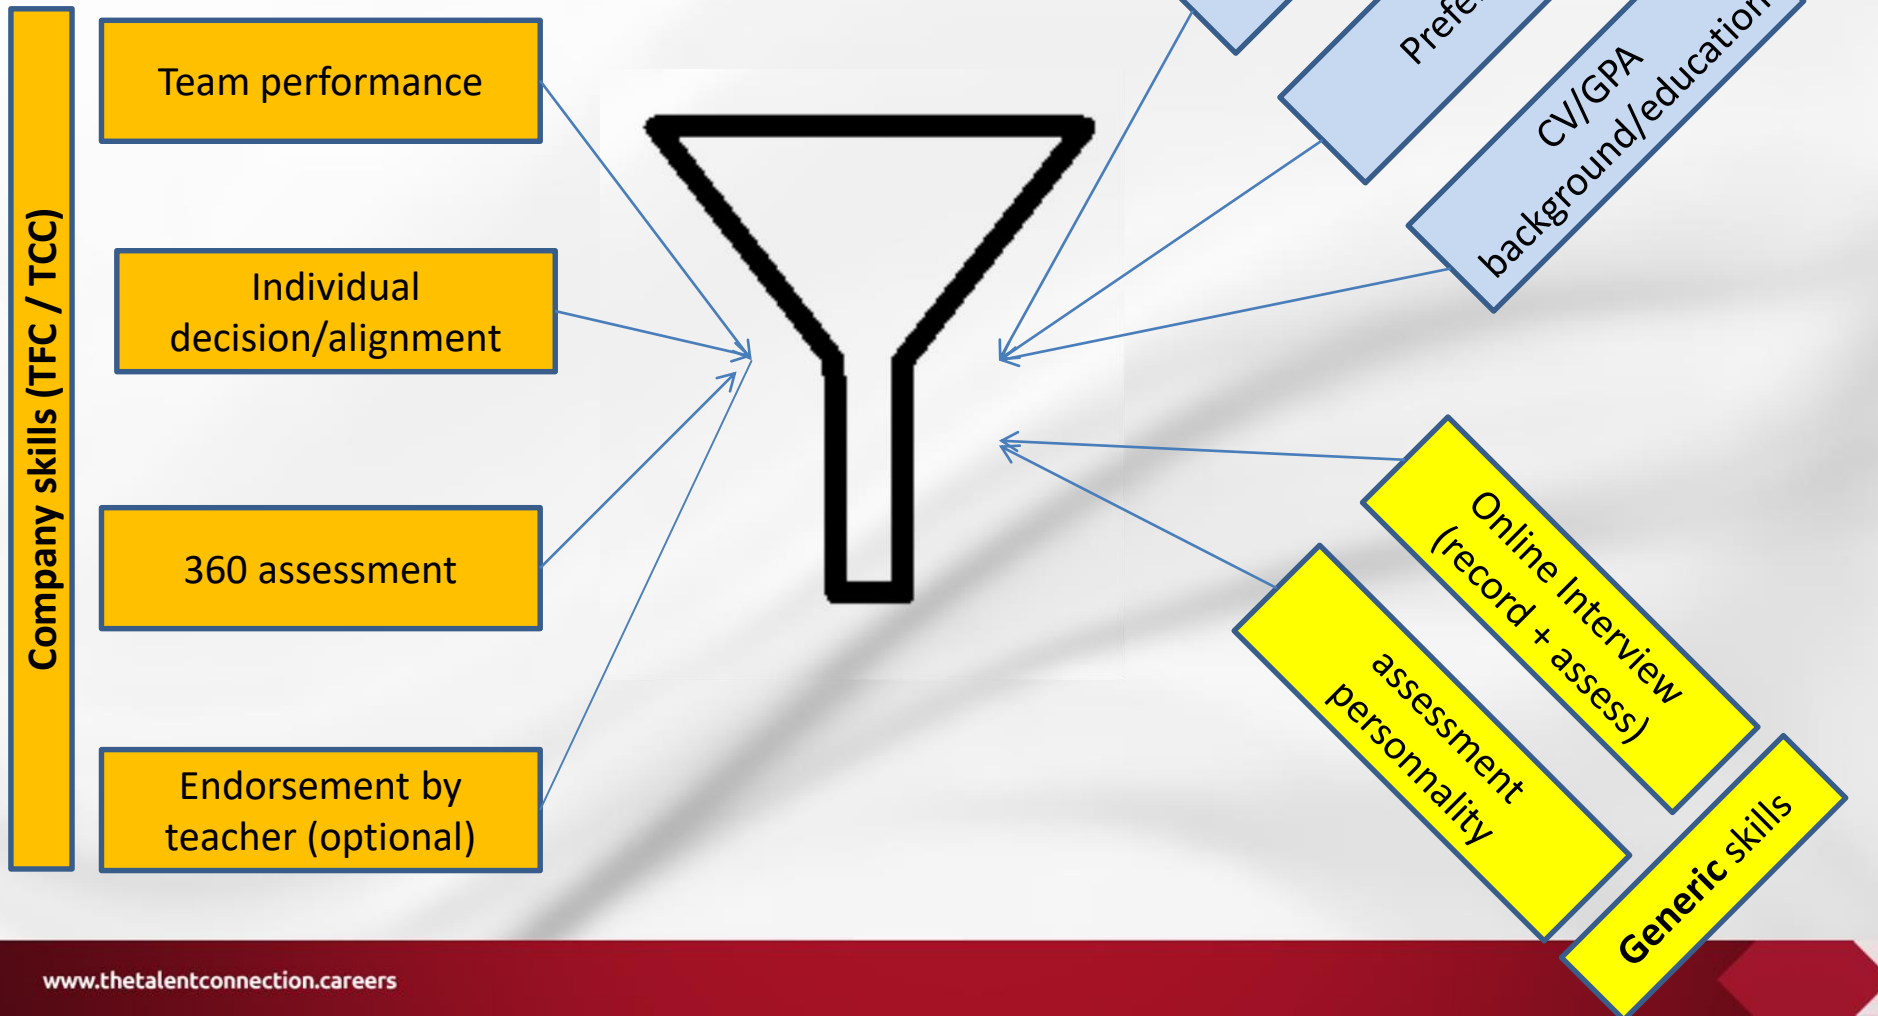 Company skills (TFC / TCC)
Team performance
Individual
decision/alignment
360 assessment
Endorsement by
teacher (optional)
CV//GPA
background/education
Online Interview
(record + assess)
assessment
personnality
Generic skills
www.thetalentconnection.careers